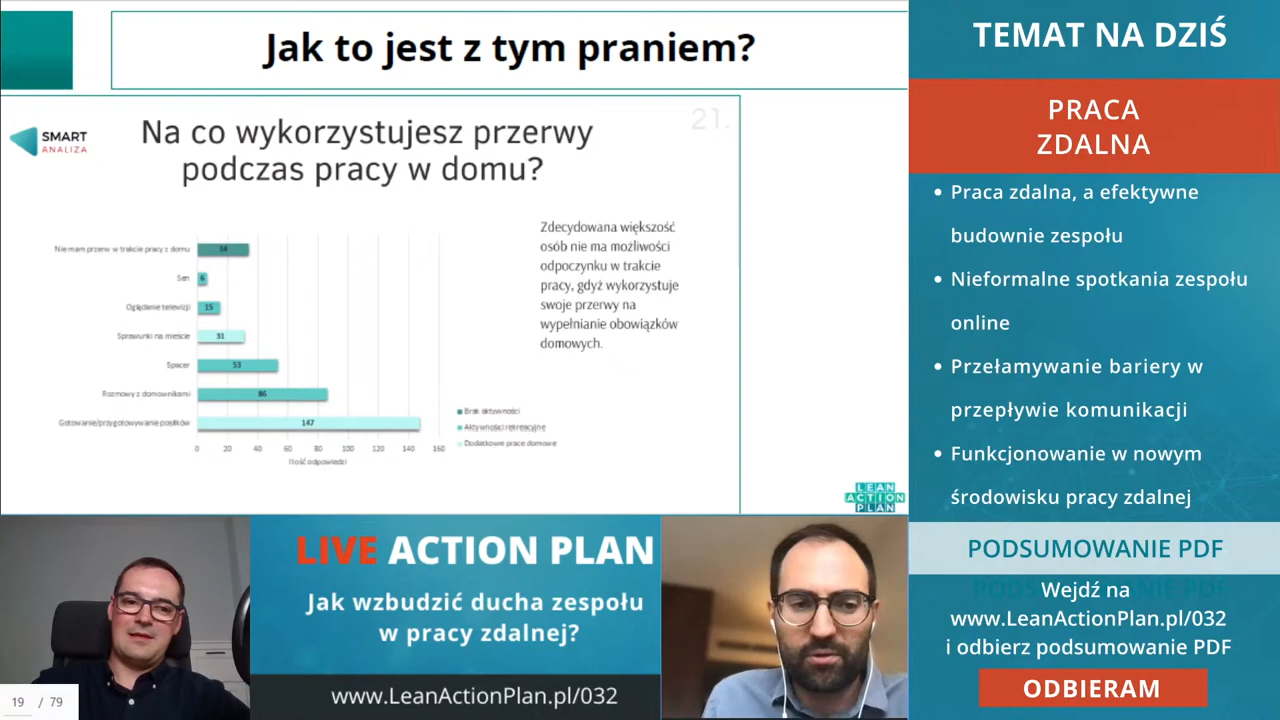 Jak to jest z tym praniem?
21.
SMART
ANALIZA
Na co wykorzystujesz przerwy
podczas pracy w domu?
Nie mam przerw w trakcie pracy z domu
34
Sen
6
Oglądanie telewizji
15
Sprawunki na mieście
31
Spacer
53
Rozmowy z domownikami
86
Gotowanie/przygotowywanie posiłków
147
0 20 40 60 80 100 120 140 160
Ilość odpowiedzi
Brak aktywności
Aktywności rekreacyjne
Dodatkowe prace domowe
Zdecydowana większość
osób nie ma możliwości
odpoczynku w trakcie
pracy, gdyż wykorzystuje
swoje przerwy na
wypełnianie obowiązków
domowych.
LEAN
ACTION
PLAN
TEMAT NA DZIŚ
PRACA
ZDALNA
• Praca zdalna, a efektywne
budownie zespołu
• Nieformalne spotkania zespołu
online
• Przełamywanie bariery w
przepływie komunikacji
• Funkcjonowanie w nowym
środowisku pracy zdalnej
PODSUMOWANIE PDF
Wejdź na
www.LeanActionPlan.pl/032
i odbierz podsumowanie PDF
ODBIERAM
LIVE ACTION PLAN
Jak wzbudzić ducha zespołu
w pracy zdalnej?
www.LeanActionPlan.pl/032
19 / 79